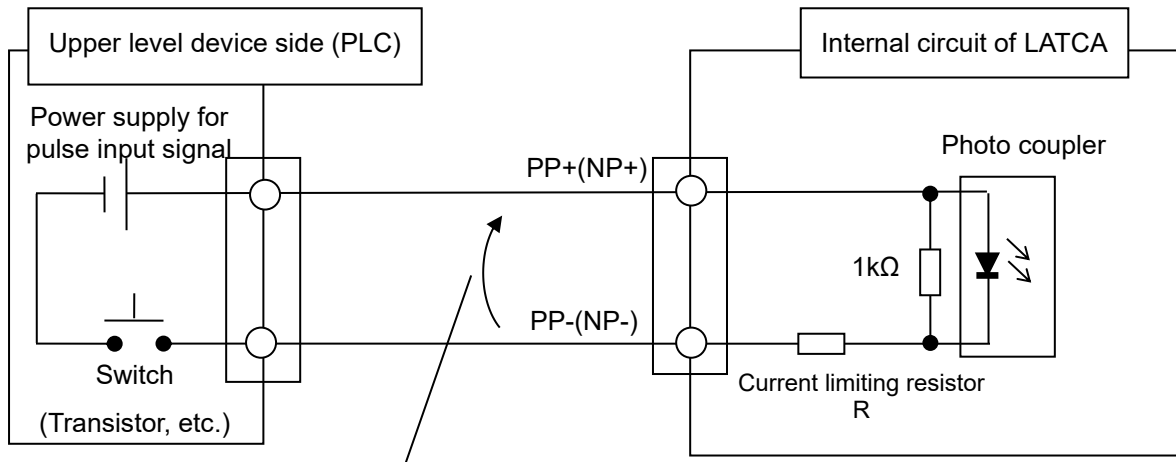 Upper level device side (PLC)
Internal circuit of LATCA
Power supply for
pulse input signal
Photo coupler
PP+(NP+)
1kΩ
PP-(NP-)
Switch
Current limiting resistor
R
(Transistor, etc.)